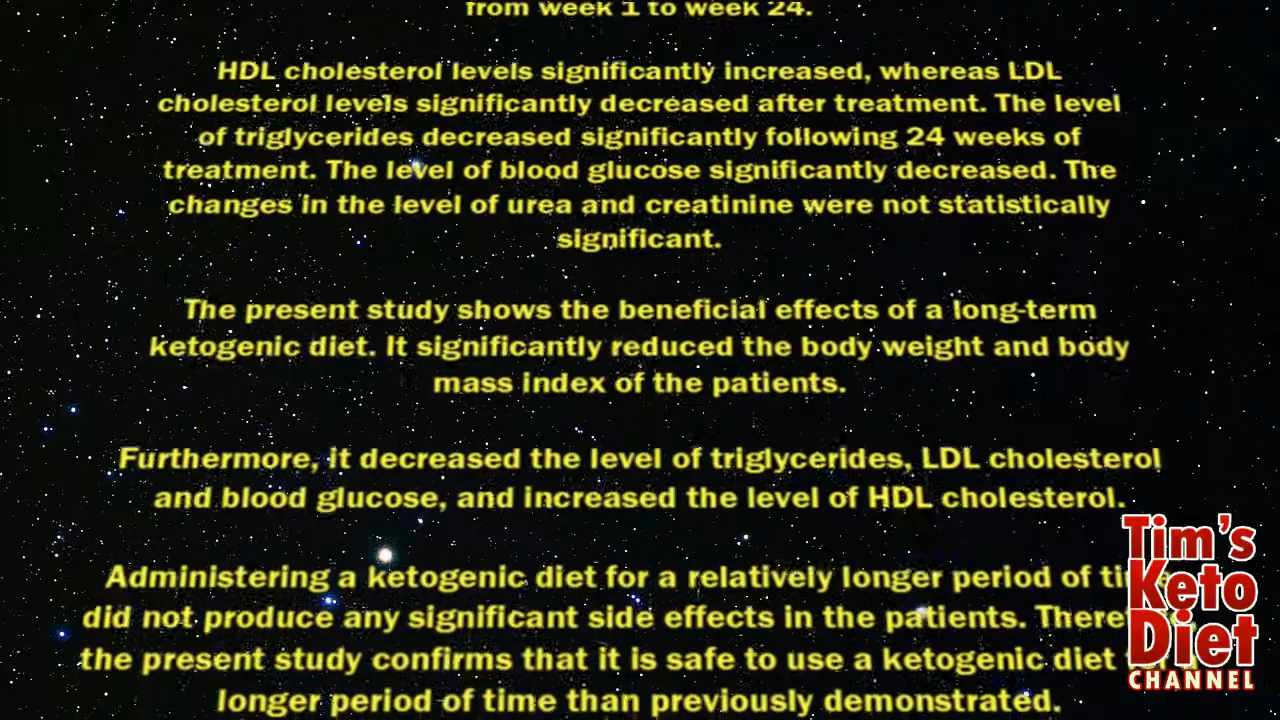 from week 1 to week 24.
HDL cholesterol levels significantly increased, whereas LDL
cholesterol levels significantly decreased after treatment. The level
of triglycerides decreased significantly following 24 weeks of
treatment. The level of blood glucose significantly decreased. The
changes in the level of urea and creatinine were not statistically
significant.
The present study shows the beneficial effects of a long-term
ketogenic diet. It significantly reduced the body weight and body
mass index of the patients.
Furthermore, it decreased the level of triglycerides, LDL cholesterol
and blood glucose, and increased the level of HDL cholesterol.
Administering a ketogenic diet for a relatively longer period of
did not produce any significant side effects in the patients.
the present study confirms that it is safe to use a ketogenic diet
longer period of time than previously demonstrated.
Tim's
Keto
Diet
CHANNEL